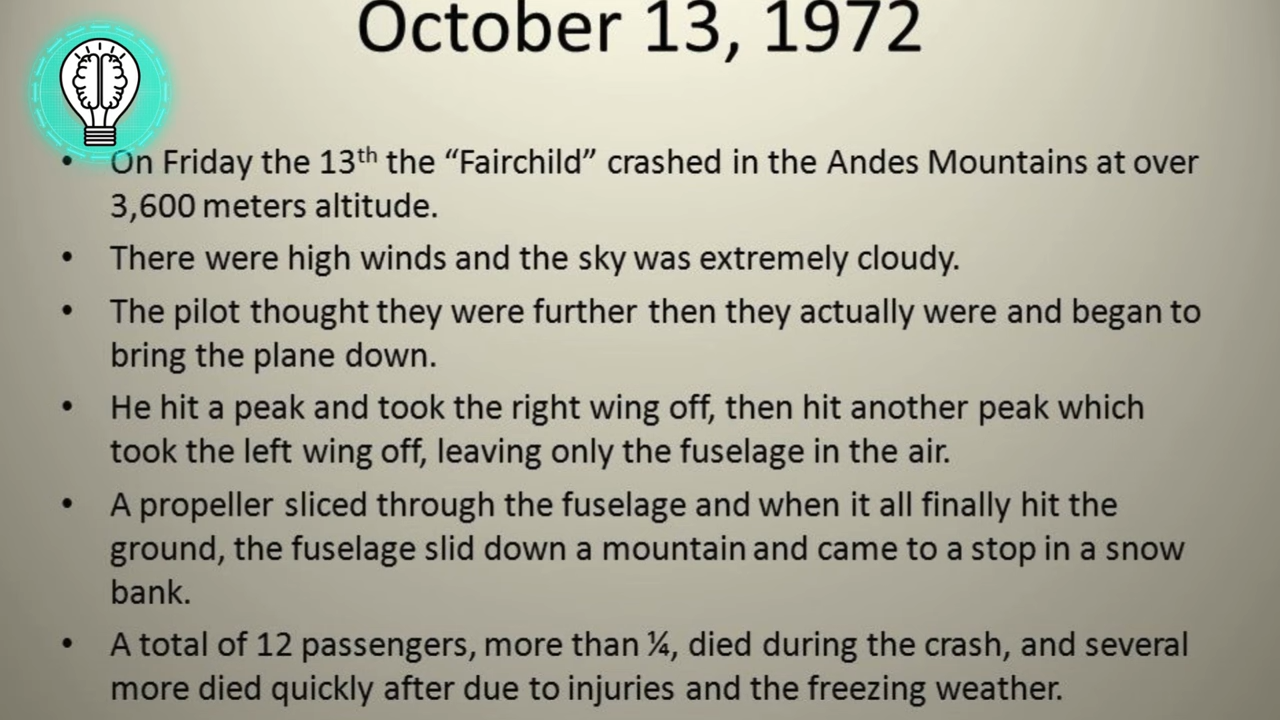 October 13, 1972
• On Friday the 13th the “Fairchild” crashed in the Andes Mountains at over
3,600 meters altitude.
• There were high winds and the sky was extremely cloudy.
• The pilot thought they were further then they actually were and began to
bring the plane down.
• He hit a peak and took the right wing off, then hit another peak which
took the left wing off, leaving only the fuselage in the air.
• A propeller sliced through the fuselage and when it all finally hit the
ground, the fuselage slid down a mountain and came to a stop in a snow
bank.
• A total of 12 passengers, more than ¼, died during the crash, and several
more died quickly after due to injuries and the freezing weather.